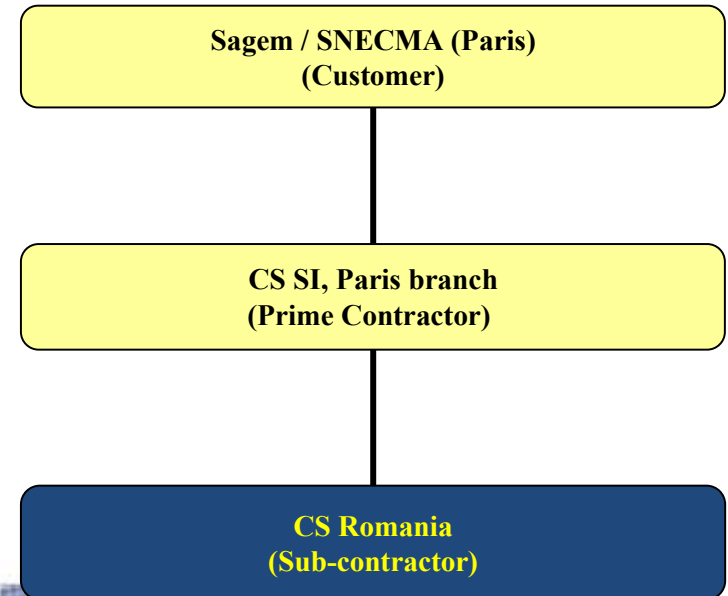 Sagem / SNECMA (Paris)
(Customer)
CS SI, Paris branch
(Prime Contractor)
CS Romania
(Sub-contractor)